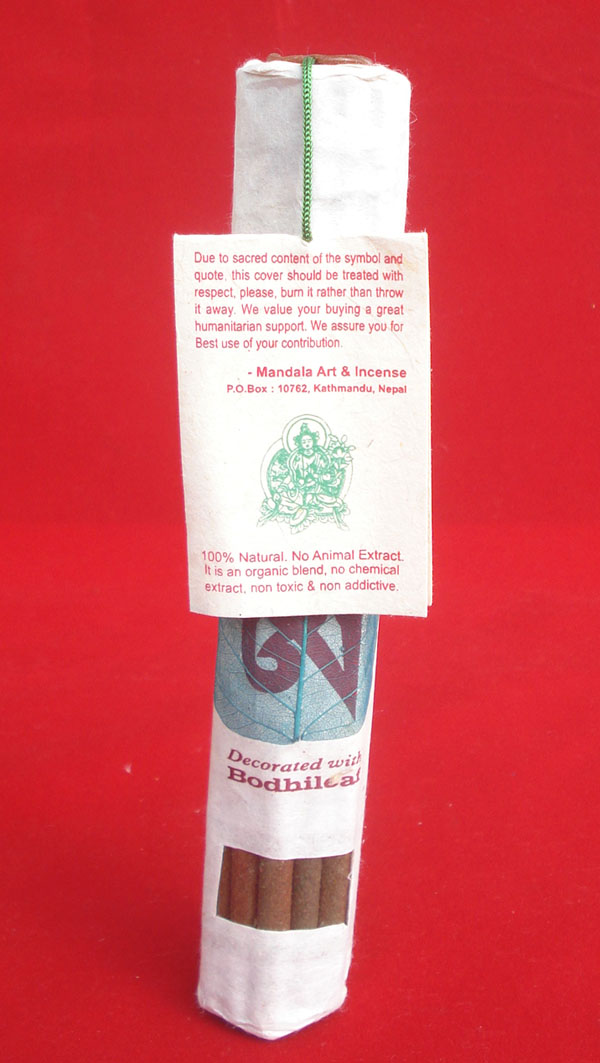 Due to sacred content of the symbol and
quote, this cover should be treated with
respect, please, burn it rather than throw
it away. We value your buying a great
humanitarian support. We assure you for
Best use of your contribution.
- Mandala Art & Incense
P.O.Box : 10762, Kathmandu, Nepal
100% Natural. No Animal Extract.
It is an organic blend, no chemical
extract, non toxic & non addictive.
Decorated with
Bodhileaf